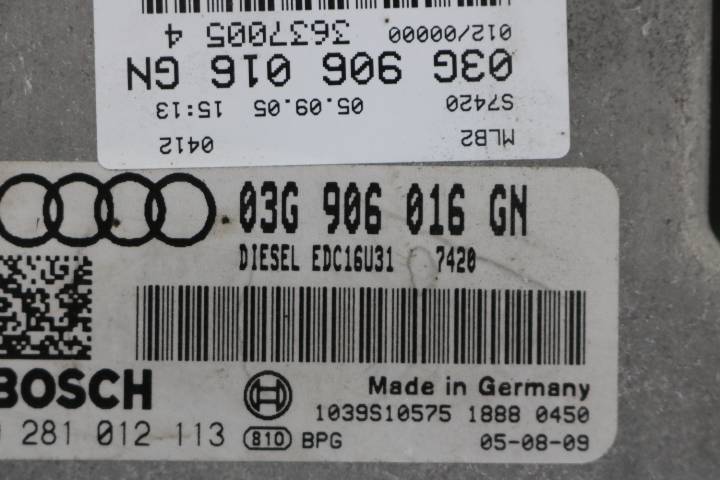 MLB2 0412
S7420 05.09.05 15:13
03G 906 016 GN
012/00000 3637005 4
03G 906 016 GN
DIESEL EDC16U31 7420
BOSCH
281 012 113
Made in Germany
1039S10575 1888 0450
810 BPG 05-08-09